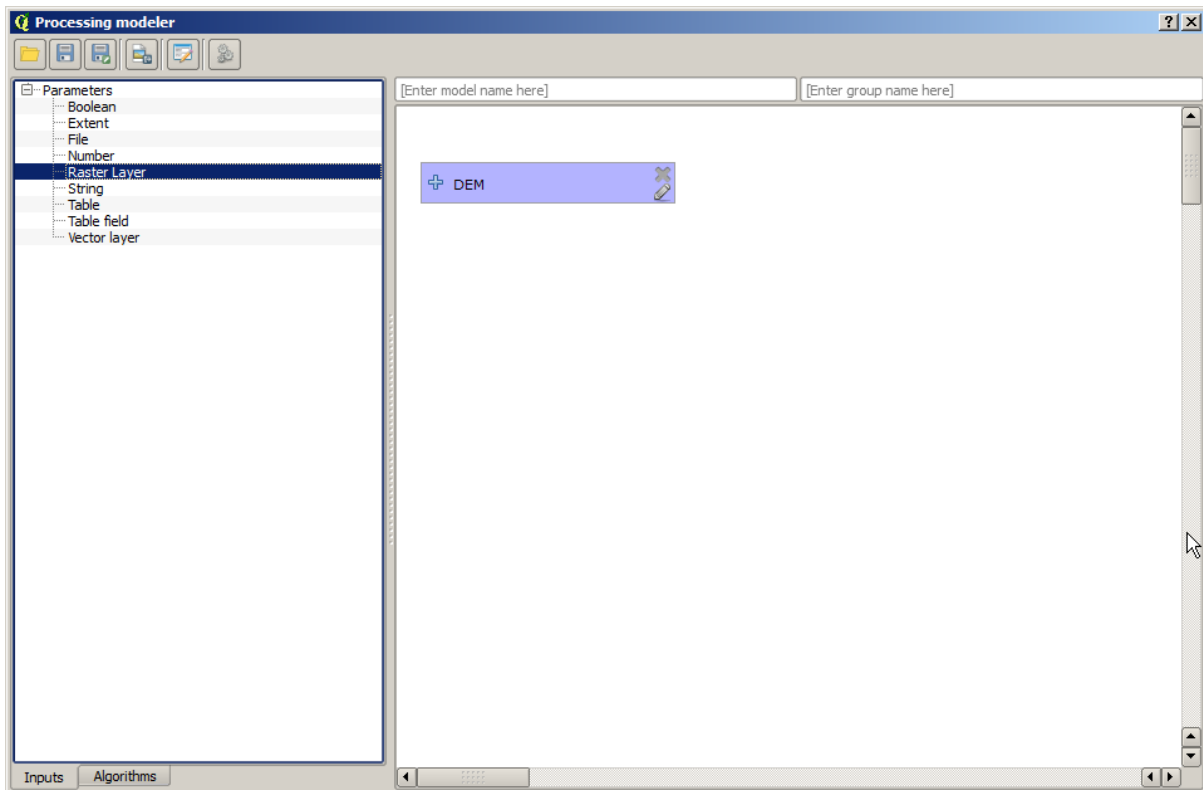 Processing modeler
[Enter model name here]
[Enter group name here]
Parameters
Boolean
Extent
File
Number
Raster Layer
String
Table
Table field
Vector layer
DEM
Inputs
Algorithms